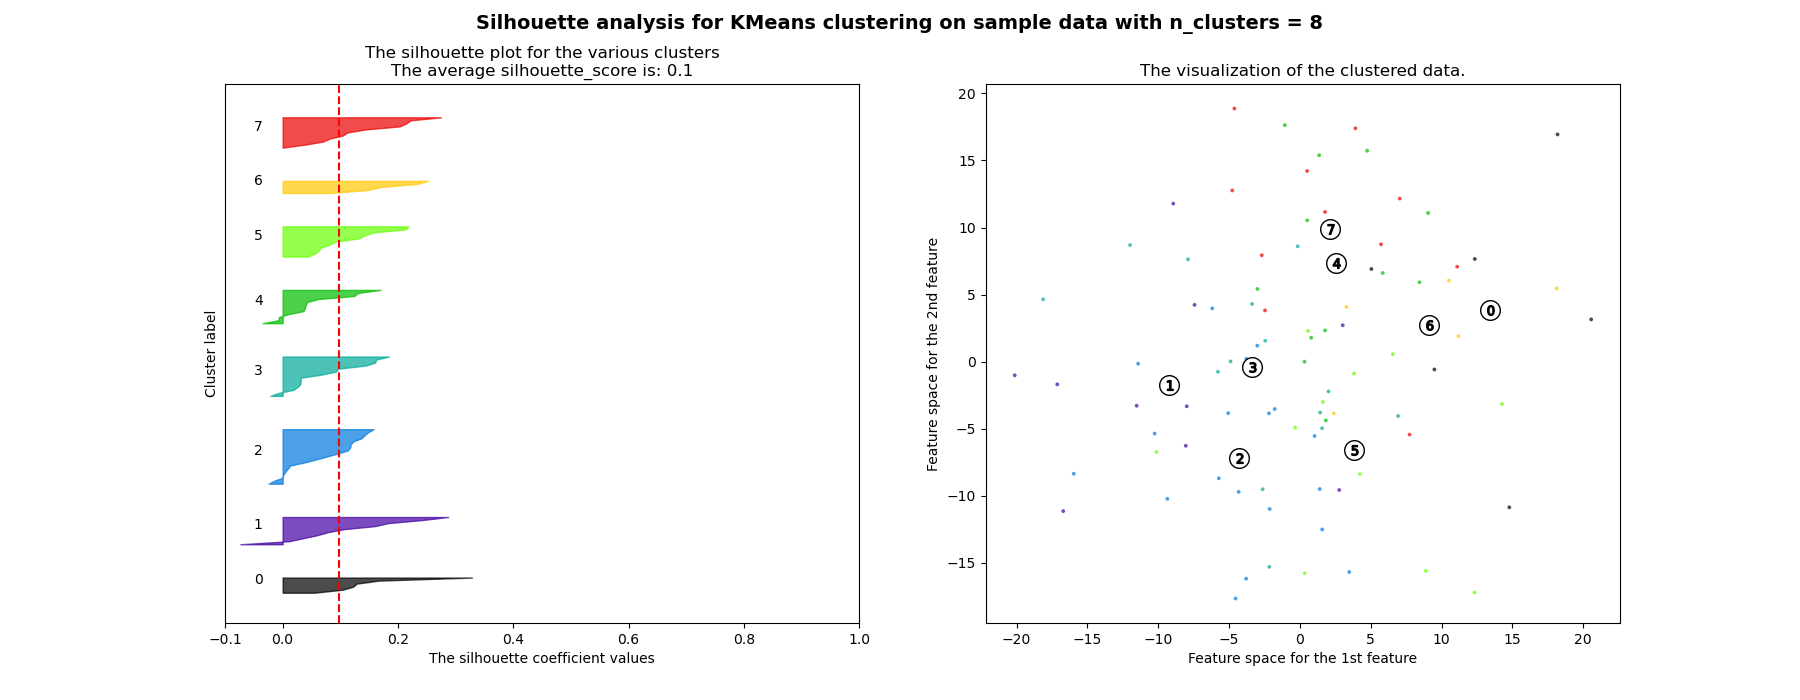 Silhouette analysis for KMeans clustering on sample data with n_clusters = 8
The silhouette plot for the various clusters
The average silhouette_score is: 0.1
7
6
5
4
3
2
1
0
Cluster label
−0.1 0.0 0.2 0.4 0.6 0.8 1.0
The silhouette coefficient values
The visualization of the clustered data.
20
15
10
5
0
−5
−10
−15
Feature space for the 2nd feature
7
4
0
6
3
1
5
2
−20 −15 −10 −5 0 5 10 15 20
Feature space for the 1st feature